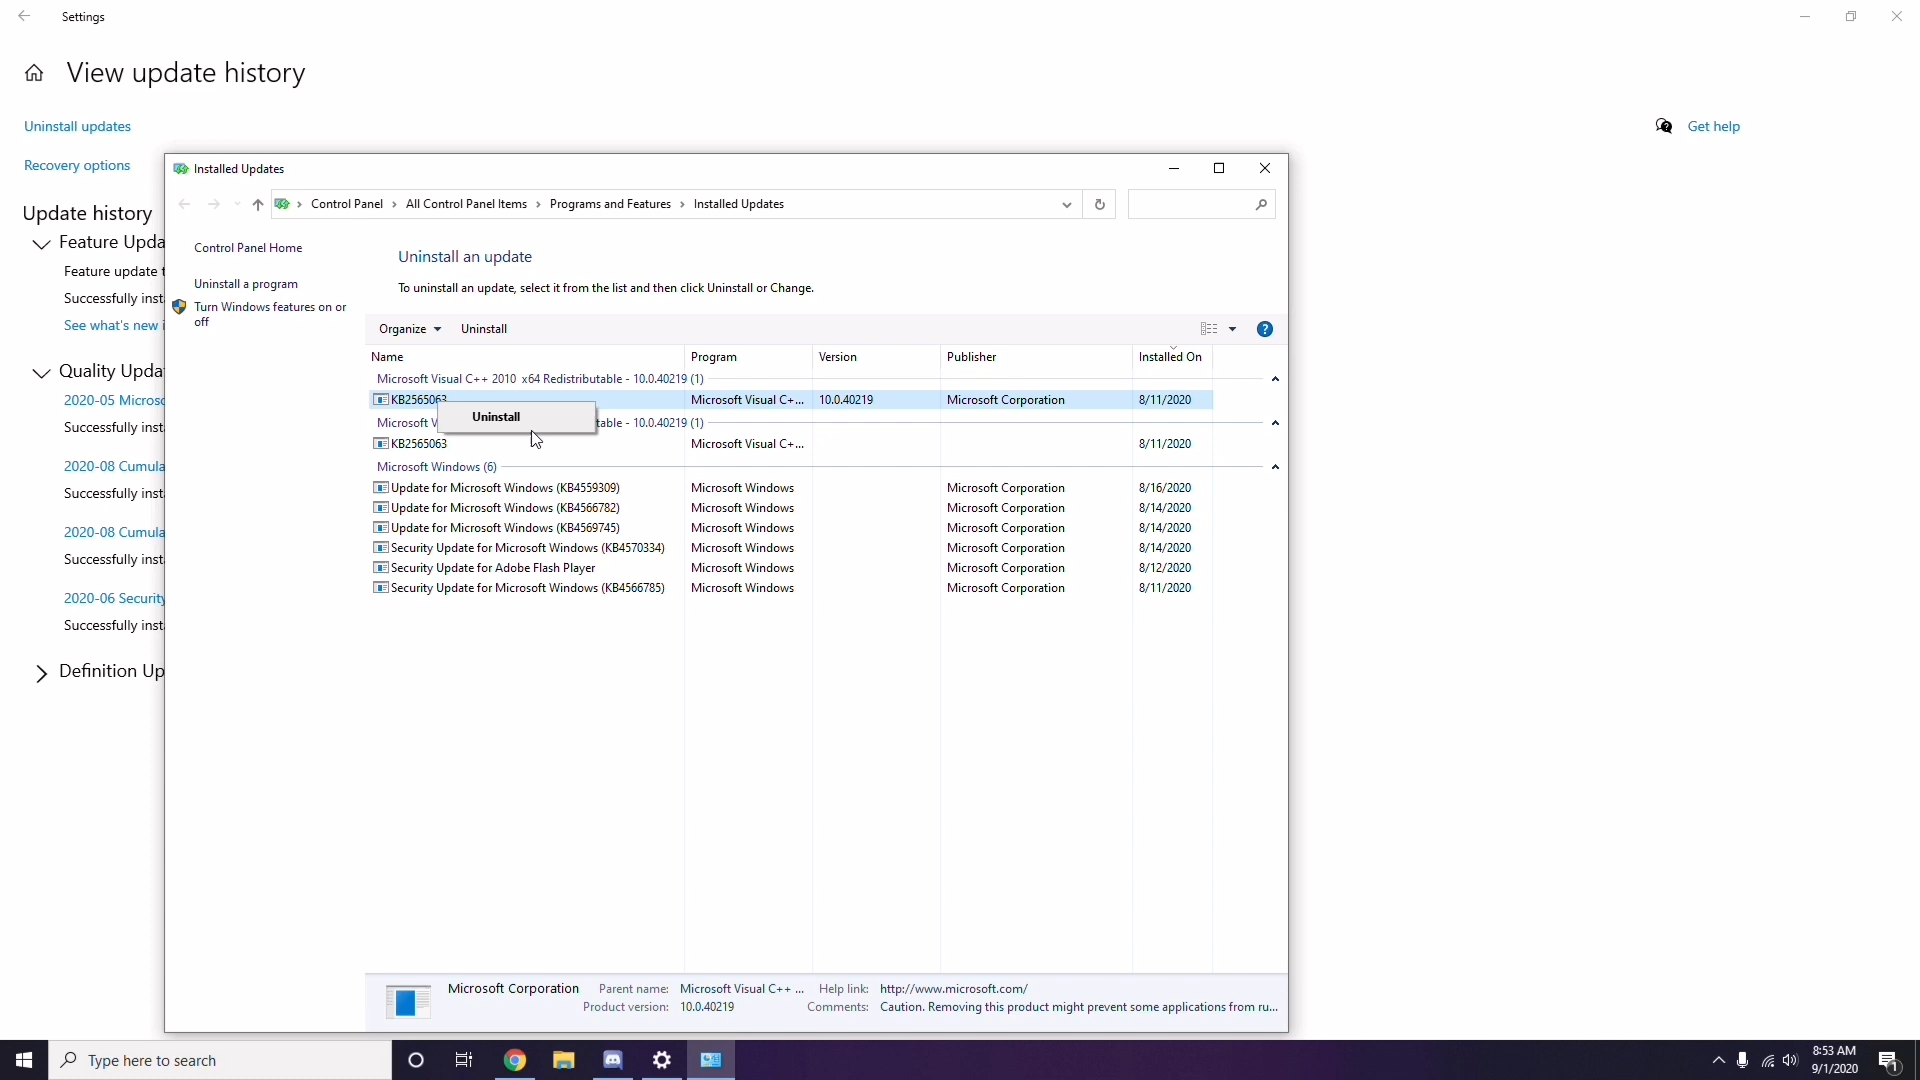 Settings
View update history
Uninstall updates
Get help
Recovery options
Update history
Feature Upda
Feature update t
Successfully inst
See what's new i
Quality Upda
2020-05 Microso
Successfully inst
2020-08 Cumula
Successfully inst
2020-08 Cumula
Successfully inst
2020-06 Security
Successfully inst
Definition Up
Installed Updates
Control Panel > All Control Panel Items > Programs and Features > Installed Updates
Control Panel Home
Uninstall a program
Turn Windows features on or
off
Uninstall an update
To uninstall an update, select it from the list and then click Uninstall or Change.
Organize Uninstall
Name Program Version Publisher Installed On
Microsoft Visual C++ 2010 x64 Redistributable - 10.0.40219 (1)
KB2565063 Microsoft Visual C+... 10.0.40219 Microsoft Corporation 8/11/2020
Uninstall
Microsoft V table - 10.0.40219 (1)
KB2565063 Microsoft Visual C+... 8/11/2020
Microsoft Windows (6)
Update for Microsoft Windows (KB4559309) Microsoft Windows Microsoft Corporation 8/16/2020
Update for Microsoft Windows (KB4566782) Microsoft Windows Microsoft Corporation 8/14/2020
Update for Microsoft Windows (KB4569745) Microsoft Windows Microsoft Corporation 8/14/2020
Security Update for Microsoft Windows (KB4570334) Microsoft Windows Microsoft Corporation 8/14/2020
Security Update for Adobe Flash Player Microsoft Windows Microsoft Corporation 8/12/2020
Security Update for Microsoft Windows (KB4566785) Microsoft Windows Microsoft Corporation 8/11/2020
Microsoft Corporation Parent name: Microsoft Visual C++ ... Help link: http://www.microsoft.com/
Product version: 10.0.40219 Comments: Caution. Removing this product might prevent some applications from ru...
Type here to search
8:53 AM
9/1/2020
1